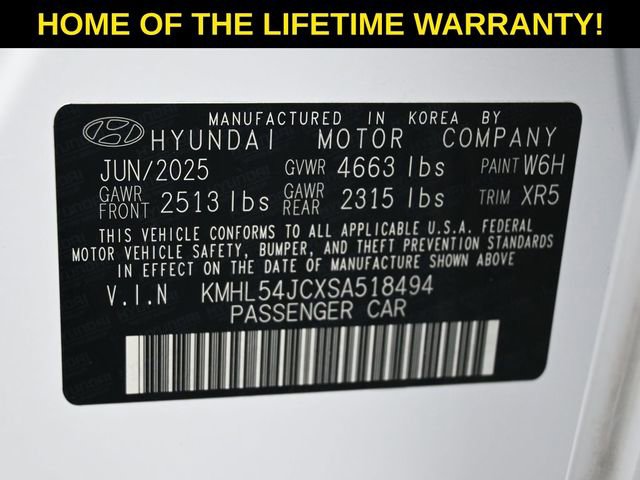 HOME OF THE LIFETIME WARRANTY!
MANUFACTURED IN KOREA BY
HYUNDAI MOTOR COMPANY
JUN/2025 GVWR 4663 lbs PAINT W6H
GAWR FRONT 2513 lbs GAWR REAR 2315 lbs TRIM XR5
THIS VEHICLE CONFORMS TO ALL APPLICABLE U.S.A. FEDERAL
MOTOR VEHICLE SAFETY, BUMPER, AND THEFT PREVENTION STANDARDS
IN EFFECT ON THE DATE OF MANUFACTURE SHOWN ABOVE
V.I.N KMHL54JCXSA518494
PASSENGER CAR